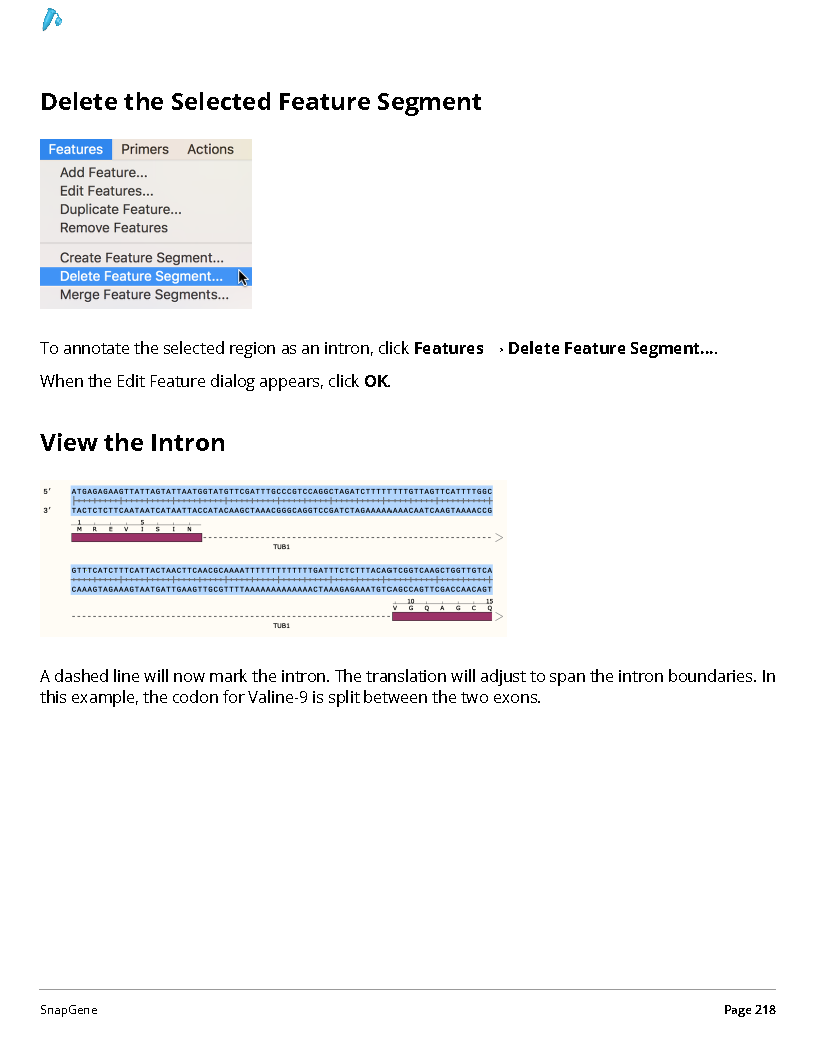 Delete the Selected Feature Segment
Features Primers Actions
Add Feature...
Edit Features...
Duplicate Feature...
Remove Features
Create Feature Segment...
Delete Feature Segment...
Merge Feature Segments...
To annotate the selected region as an intron, click Features → Delete Feature Segment....
When the Edit Feature dialog appears, click OK.
View the Intron
5'
3'
1 5
M R E V I S I N
TUB1
10 15
V G Q A G C Q
TUB1
A dashed line will now mark the intron. The translation will adjust to span the intron boundaries. In
this example, the codon for Valine-9 is split between the two exons.
SnapGene Page 218